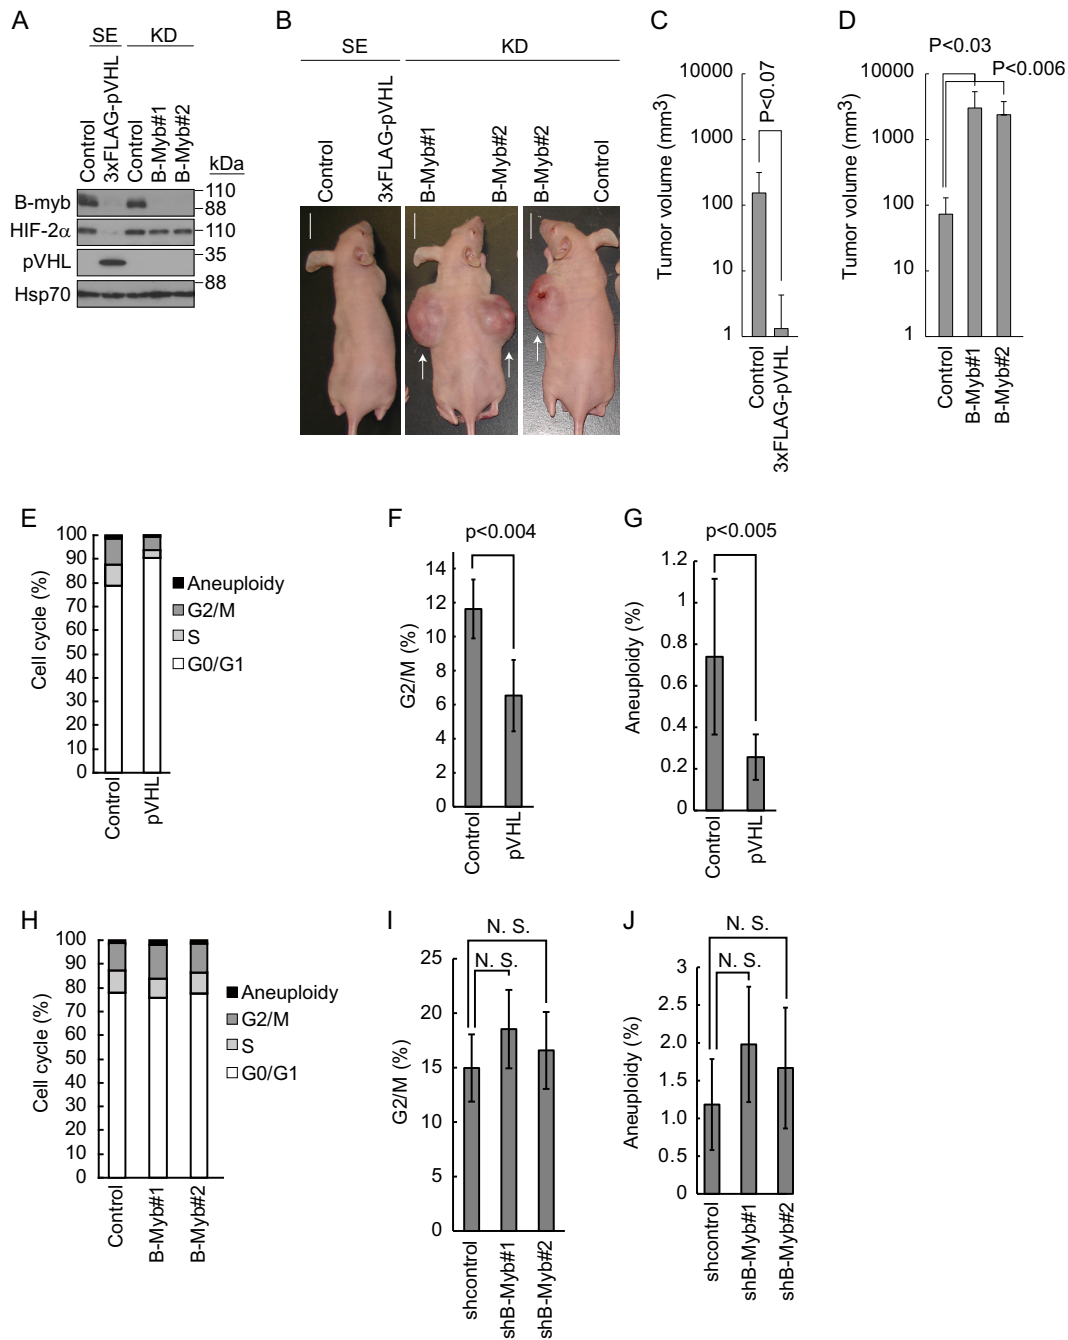 A
SE KD
Control
3xFLAG-pVHL
Control
B-Myb#1
B-Myb#2
kDa
B-myb
110
88
HIF-2α
110
pVHL
35
Hsp70
88
B
SE KD
Control
3xFLAG-pVHL
B-Myb#1
B-Myb#2
B-Myb#2
Control
C
Tumor volume (mm3)
10000
1000
100
10
1
P<0.07
Control
3xFLAG-pVHL
D
P<0.03
P<0.006
Tumor volume (mm3)
10000
1000
100
10
1
Control
B-Myb#1
B-Myb#2
E
Cell cycle (%)
100
90
80
70
60
50
40
30
20
10
0
Control
pVHL
Aneuploidy
G2/M
S
G0/G1
F
p<0.004
G2/M (%)
14
12
10
8
6
4
2
0
Control
pVHL
G
p<0.005
Aneuploidy (%)
1.2
1
0.8
0.6
0.4
0.2
0
Control
pVHL
H
Cell cycle (%)
100
90
80
70
60
50
40
30
20
10
0
Control
B-Myb#1
B-Myb#2
Aneuploidy
G2/M
S
G0/G1
I
N. S.
N. S.
G2/M (%)
25
20
15
10
5
0
shcontrol
shB-Myb#1
shB-Myb#2
J
N. S.
N. S.
Aneuploidy (%)
3
2.5
2.0
1.5
1.0
0.5
0
shcontrol
shB-Myb#1
shB-Myb#2